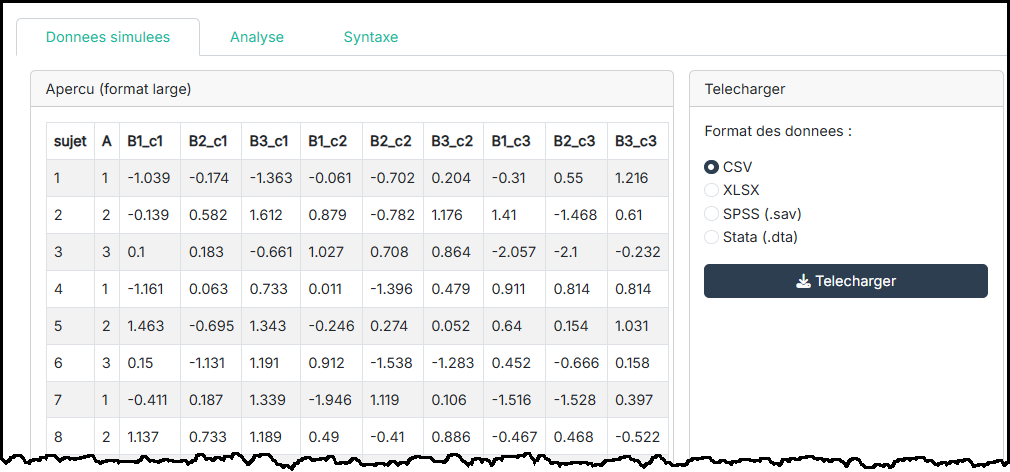 Donnees simulees Analyse Syntaxe
Apercu (format large)
sujet A B1_c1 B2_c1 B3_c1 B1_c2 B2_c2 B3_c2 B1_c3 B2_c3 B3_c3
1 1 -1.039 -0.174 -1.363 -0.061 -0.702 0.204 -0.31 0.55 1.216
2 2 -0.139 0.582 1.612 0.879 -0.782 1.176 1.41 -1.468 0.61
3 3 0.1 0.183 -0.661 1.027 0.708 0.864 -2.057 -2.1 -0.232
4 1 -1.161 0.063 0.733 0.011 -1.396 0.479 0.911 0.814 0.814
5 2 1.463 -0.695 1.343 -0.246 0.274 0.052 0.64 0.154 1.031
6 3 0.15 -1.131 1.191 0.912 -1.538 -1.283 0.452 -0.666 0.158
7 1 -0.411 0.187 1.339 -1.946 1.119 0.106 -1.516 -1.528 0.397
8 2 1.137 0.733 1.189 0.49 -0.41 0.886 -0.467 0.468 -0.522
Telecharger
Format des donnees :
CSV
XLSX
SPSS (.sav)
Stata (.dta)
Telecharger